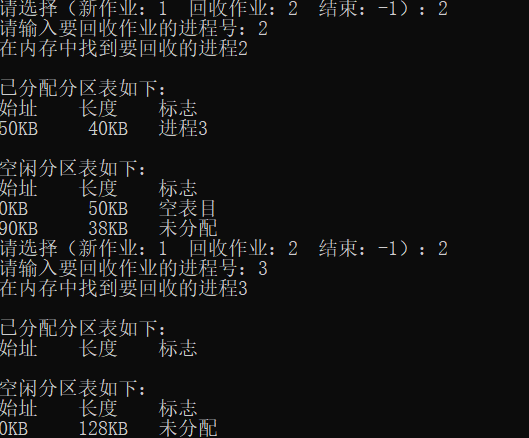 请选择（新作业：1  回收作业：2  结束：-1）：2
请输入要回收作业的进程号：2
在内存中找到要回收的进程2
已分配分区表如下：
始址    长度    标志
50KB     40KB    进程3
空闲分区表如下：
始址    长度    标志
0KB      50KB    空表目
90KB     38KB    未分配
请选择（新作业：1  回收作业：2  结束：-1）：2
请输入要回收作业的进程号：3
在内存中找到要回收的进程3
已分配分区表如下：
始址    长度    标志
空闲分区表如下：
始址    长度    标志
0KB     128KB    未分配